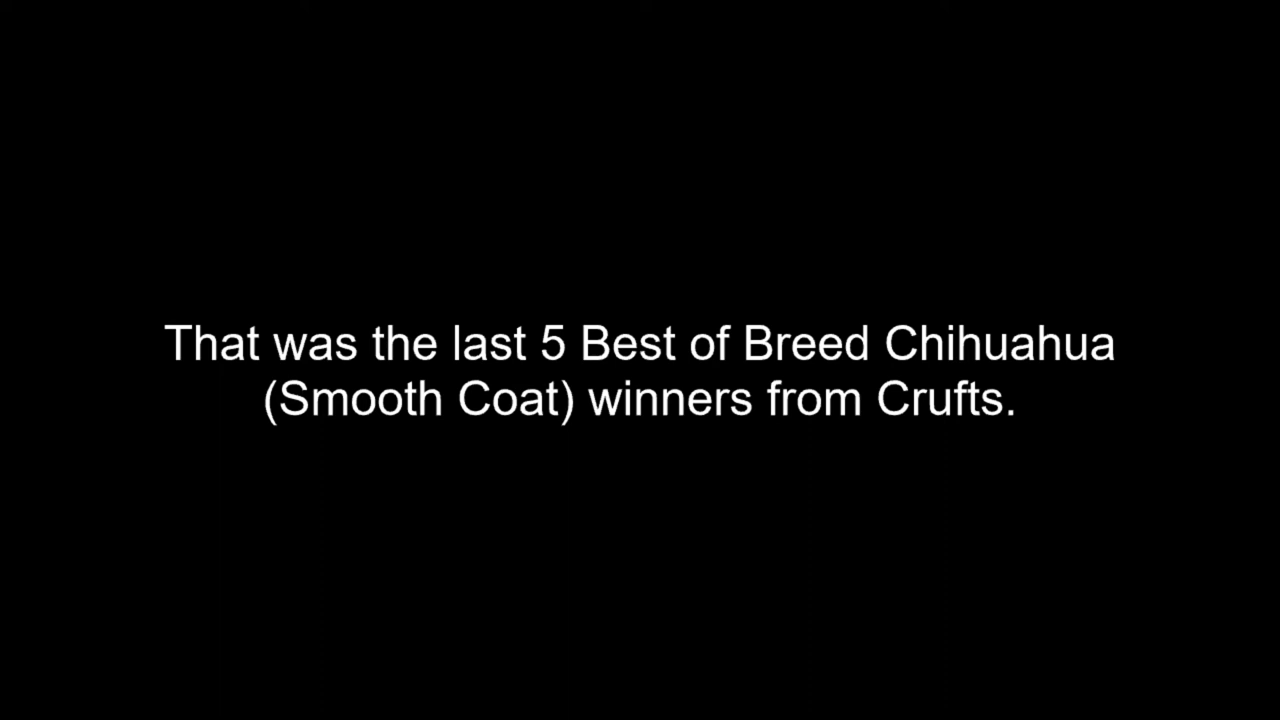 That was the last 5 Best of Breed Chihuahua
(Smooth Coat) winners from Crufts.